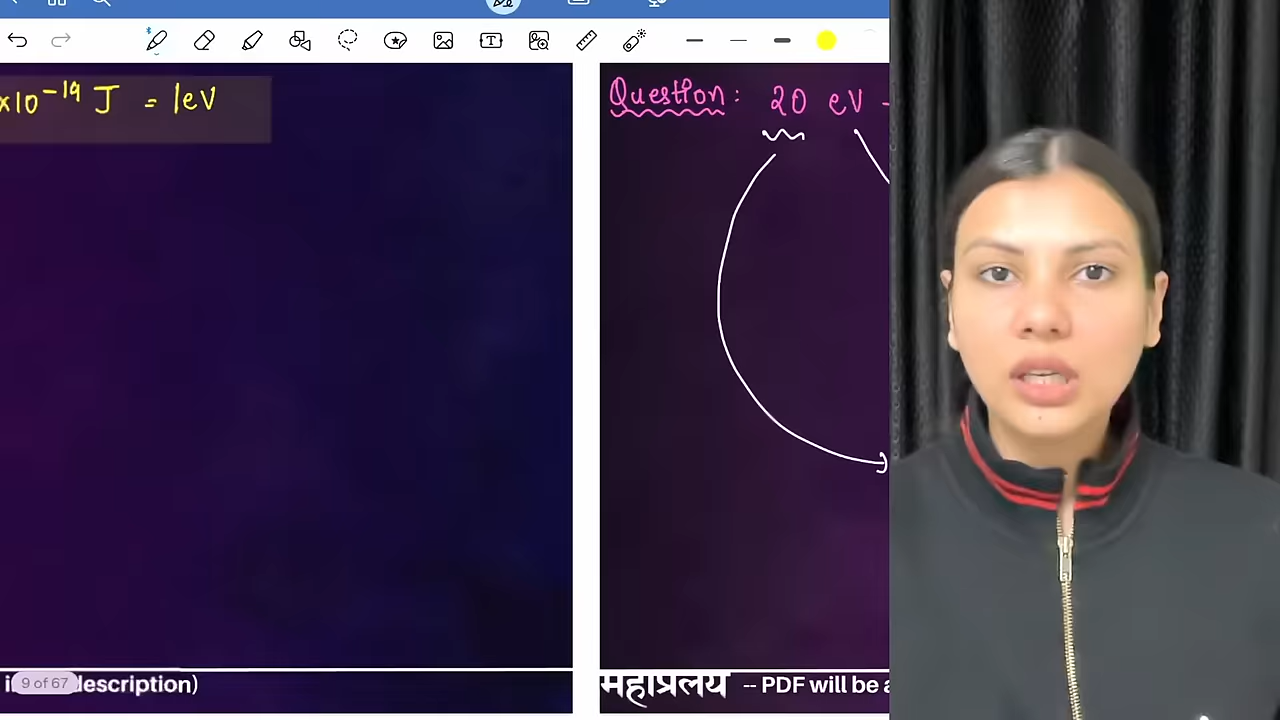 ×10⁻¹⁹ J = 1eV
Question: 20 eV -
9 of 67
description)
महाप्रलय -- PDF will be a